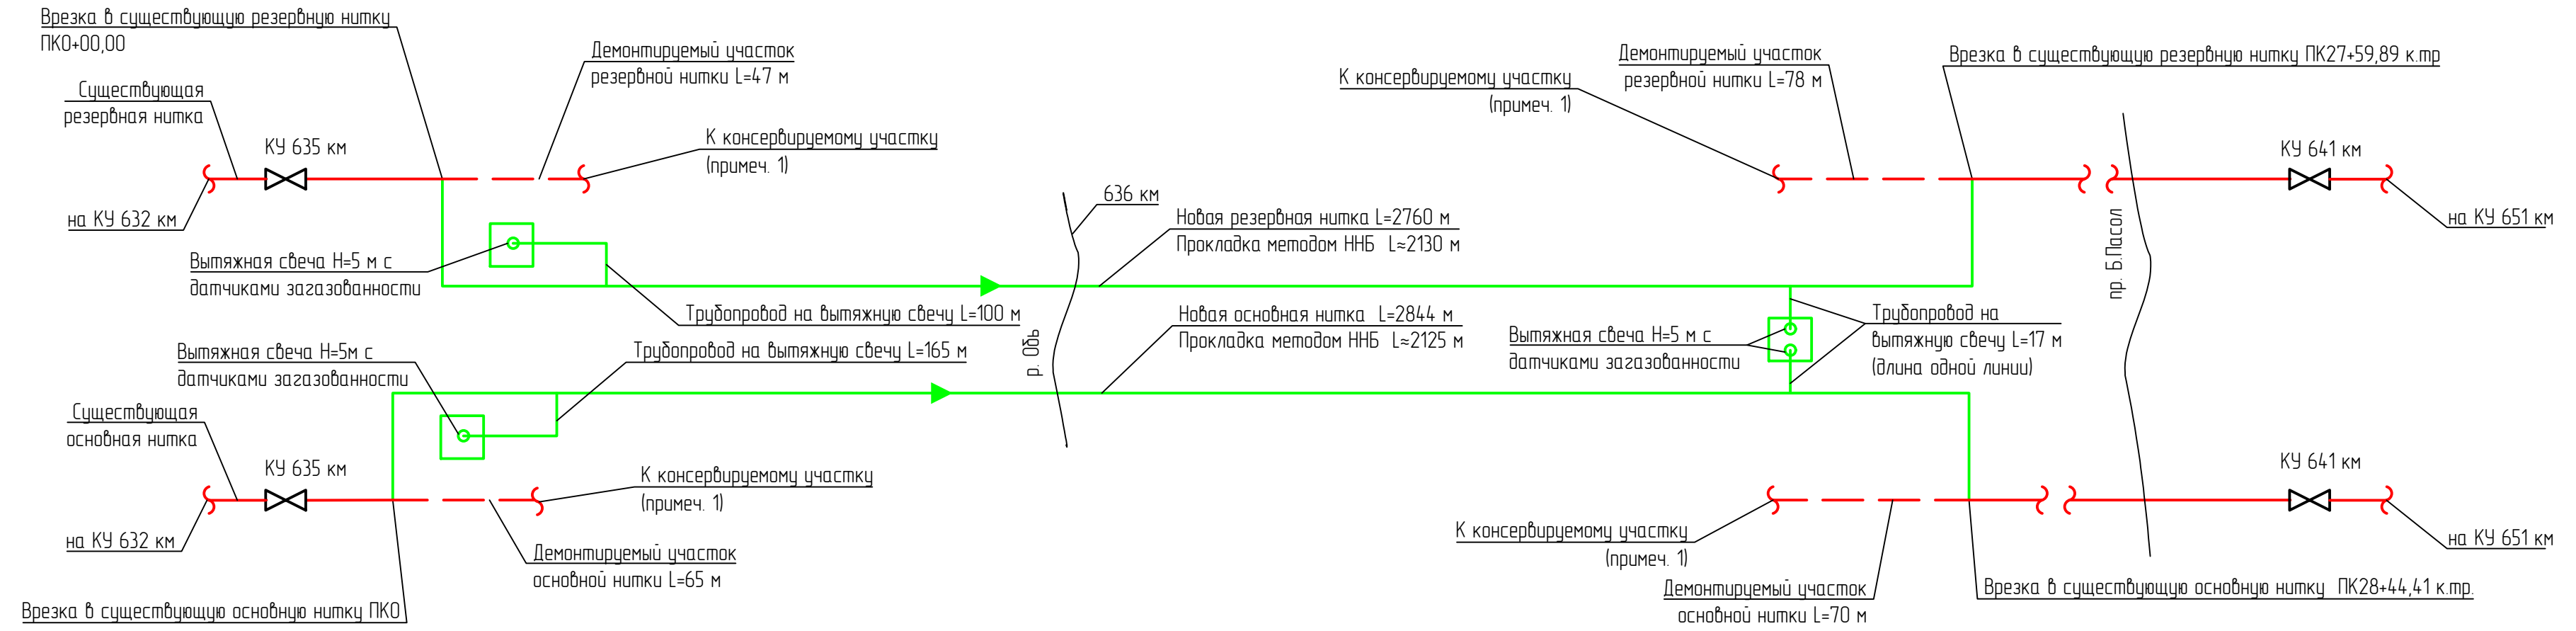 Врезка в существующую резервную нитку
ПК0+00,00
Существующая
резервная нитка
КУ 635 км
на КУ 632 км
Демонтируемый участок
резервной нитки L=47 м
К консервируемому участку
(примеч. 1)
Вытяжная свеча Н=5 м с
датчиками загазованности
Трубопровод на вытяжную свечу L=100 м
636 км
р. Обь
Новая резервная нитка L=2760 м
Прокладка методом ННБ L≈2130 м
К консервируемому участку
(примеч. 1)
Демонтируемый участок
резервной нитки L=78 м
Врезка в существующую резервную нитку ПК27+59,89 к.тр
КУ 641 км
на КУ 651 км
пр. Б.Пасол
Вытяжная свеча Н=5м с
датчиками загазованности
Трубопровод на вытяжную свечу L=165 м
Новая основная нитка L=2844 м
Прокладка методом ННБ L≈2125 м
Вытяжная свеча Н=5 м с
датчиками загазованности
Трубопровод на
вытяжную свечу L=17 м
(длина одной линии)
Существующая
основная нитка
КУ 635 км
на КУ 632 км
К консервируемому участку
(примеч. 1)
Демонтируемый участок
основной нитки L=65 м
Врезка в существующую основную нитку ПК0
К консервируемому участку
(примеч. 1)
Демонтируемый участок
основной нитки L=70 м
Врезка в существующую основную нитку ПК28+44,41 к.тр.
КУ 641 км
на КУ 651 км